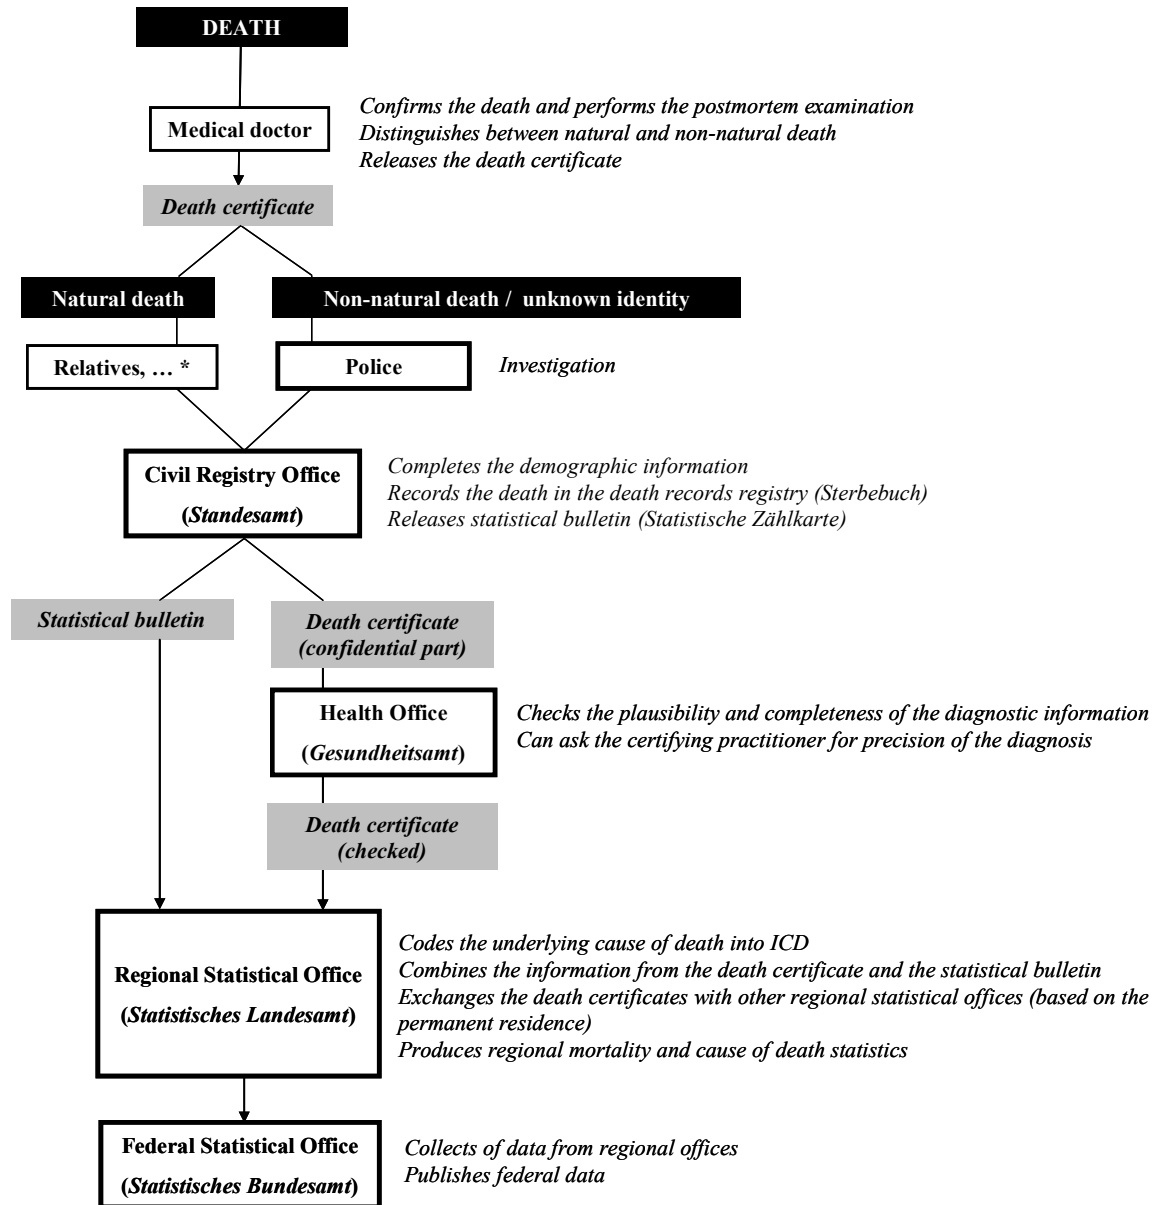 DEATH
Medical doctor
Confirms the death and performs the postmortem examination
Distinguishes between natural and non-natural death
Releases the death certificate
Death certificate
Natural death
Non-natural death / unknown identity
Relatives, … *
Police
Investigation
Civil Registry Office
(Standesamt)
Completes the demographic information
Records the death in the death records registry (Sterbebuch)
Releases statistical bulletin (Statistische Zählkarte)
Statistical bulletin
Death certificate
(confidential part)
Health Office
(Gesundheitsamt)
Checks the plausibility and completeness of the diagnostic information
Can ask the certifying practitioner for precision of the diagnosis
Death certificate
(checked)
Regional Statistical Office
(Statistisches Landesamt)
Codes the underlying cause of death into ICD
Combines the information from the death certificate and the statistical bulletin
Exchanges the death certificates with other regional statistical offices (based on the
permanent residence)
Produces regional mortality and cause of death statistics
Federal Statistical Office
(Statistisches Bundesamt)
Collects of data from regional offices
Publishes federal data